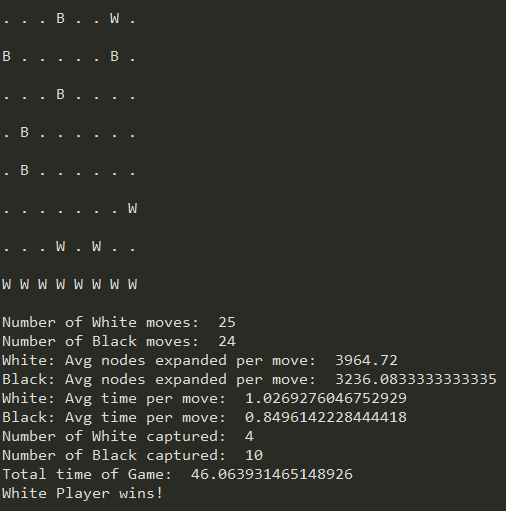 . . . B . . W .
B . . . . . B .
. . . B . . . .
. B . . . . . .
. B . . . . . .
. . . . . . . W
. . . W . W . .
W W W W W W W W
Number of White moves:  25
Number of Black moves:  24
White: Avg nodes expanded per move:  3964.72
Black: Avg nodes expanded per move:  3236.0833333333335
White: Avg time per move:  1.0269276046752929
Black: Avg time per move:  0.8496142228444418
Number of White captured:  4
Number of Black captured:  10
Total time of Game:  46.063931465148926
White Player wins!